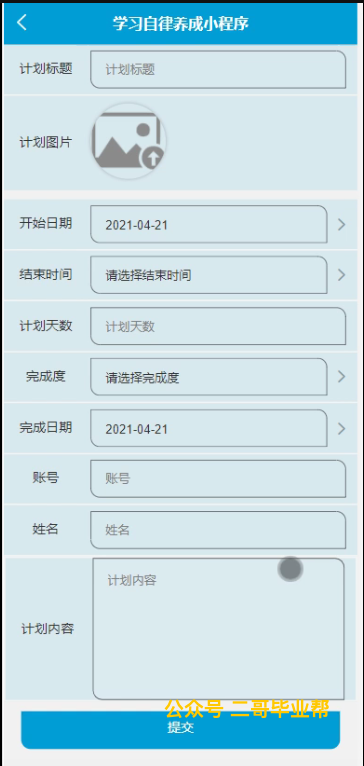 学习自律养成小程序
计划标题 计划标题
计划图片
开始日期 2021-04-21
结束时间 请选择结束时间
计划天数 计划天数
完成度 请选择完成度
完成日期 2021-04-21
账号 账号
姓名 姓名
计划内容
计划内容
公众号 二哥毕业帮
提交